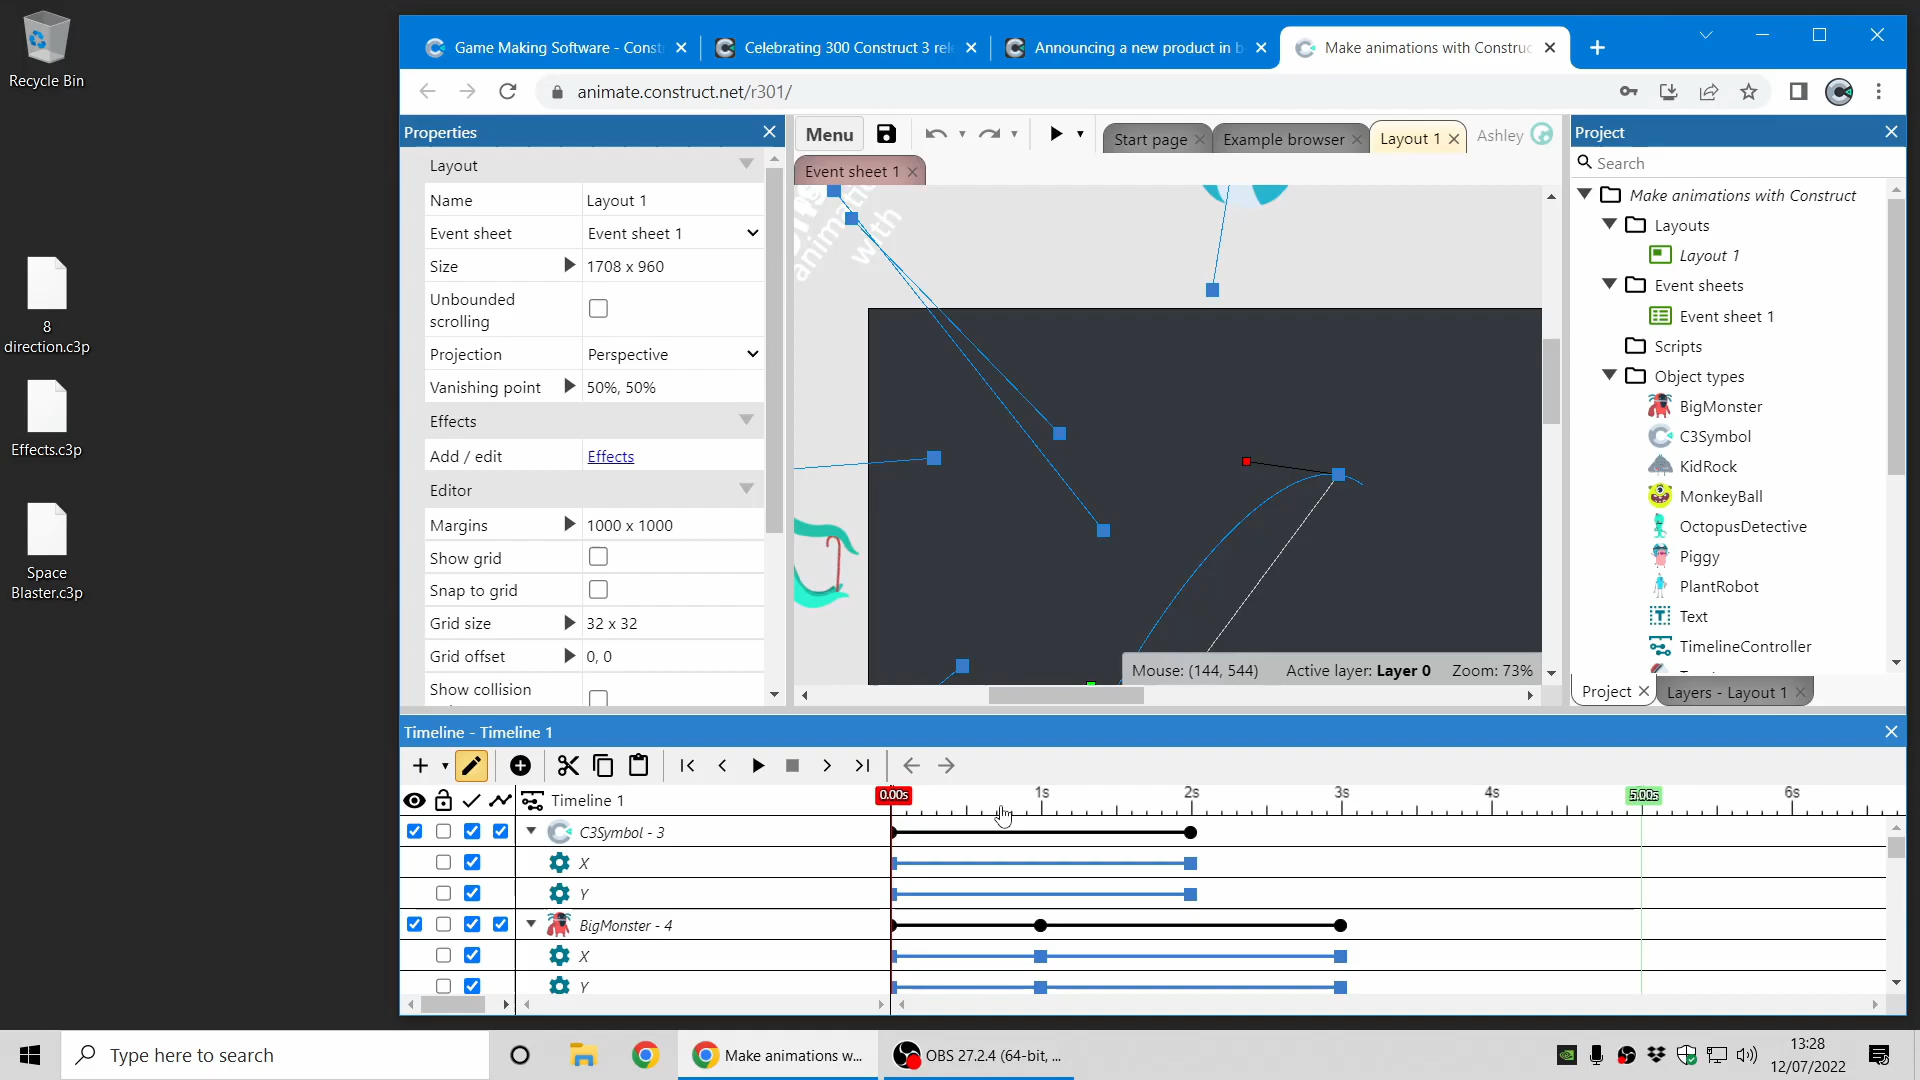 Recycle Bin
8
direction.c3p
Effects.c3p
Space
Blaster.c3p
Game Making Software - Const
Celebrating 300 Construct 3 rel
Announcing a new product in b
Make animations with Construc
animate.construct.net/r301/
Properties
Layout
Name Layout 1
Event sheet Event sheet 1
Size 1708 x 960
Unbounded
scrolling
Projection Perspective
Vanishing point 50%, 50%
Effects
Add / edit Effects
Editor
Margins 1000 x 1000
Show grid
Snap to grid
Grid size 32 x 32
Grid offset 0, 0
Show collision
Menu
Start page
Example browser
Layout 1
Ashley
Event sheet 1
animations
with
Mouse: (144, 544) Active layer: Layer 0 Zoom: 73%
Project
Search
Make animations with Construct
Layouts
Layout 1
Event sheets
Event sheet 1
Scripts
Object types
BigMonster
C3Symbol
KidRock
MonkeyBall
OctopusDetective
Piggy
PlantRobot
Text
TimelineController
Project
Layers - Layout 1
Timeline - Timeline 1
Timeline 1
0.00s 1s 2s 3s 4s 5.00s 6s
C3Symbol - 3
X
Y
BigMonster - 4
X
Y
Type here to search
Make animations w...
OBS 27.2.4 (64-bit, ...
13:28
12/07/2022